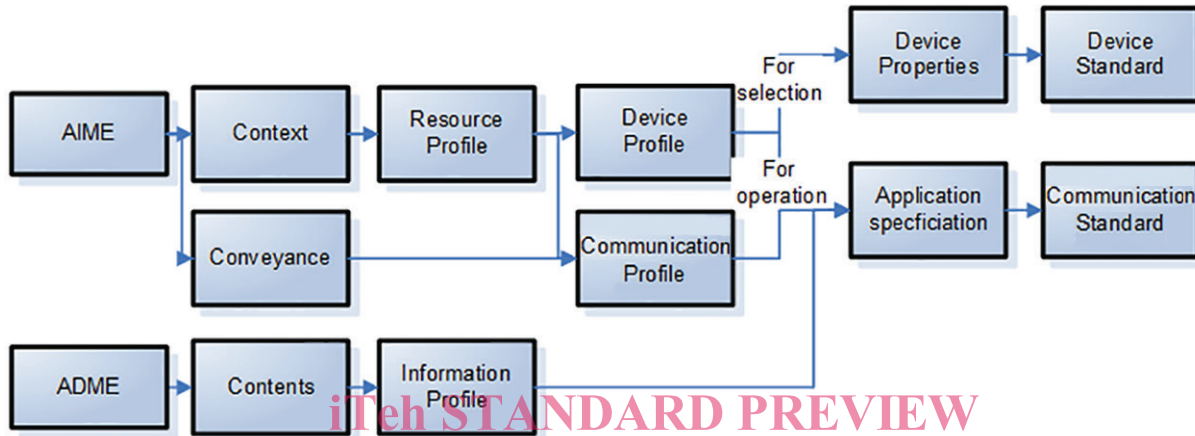 Device
Properties
Device
Standard
For
selection
AIME
Context
Resource
Profile
Device
Profile
For
operation
Application
specficiation
Communication
Standard
Conveyance
Communication
Profile
ADME
Contents
Information
Profile
iTeh STANDARD PREVIEW